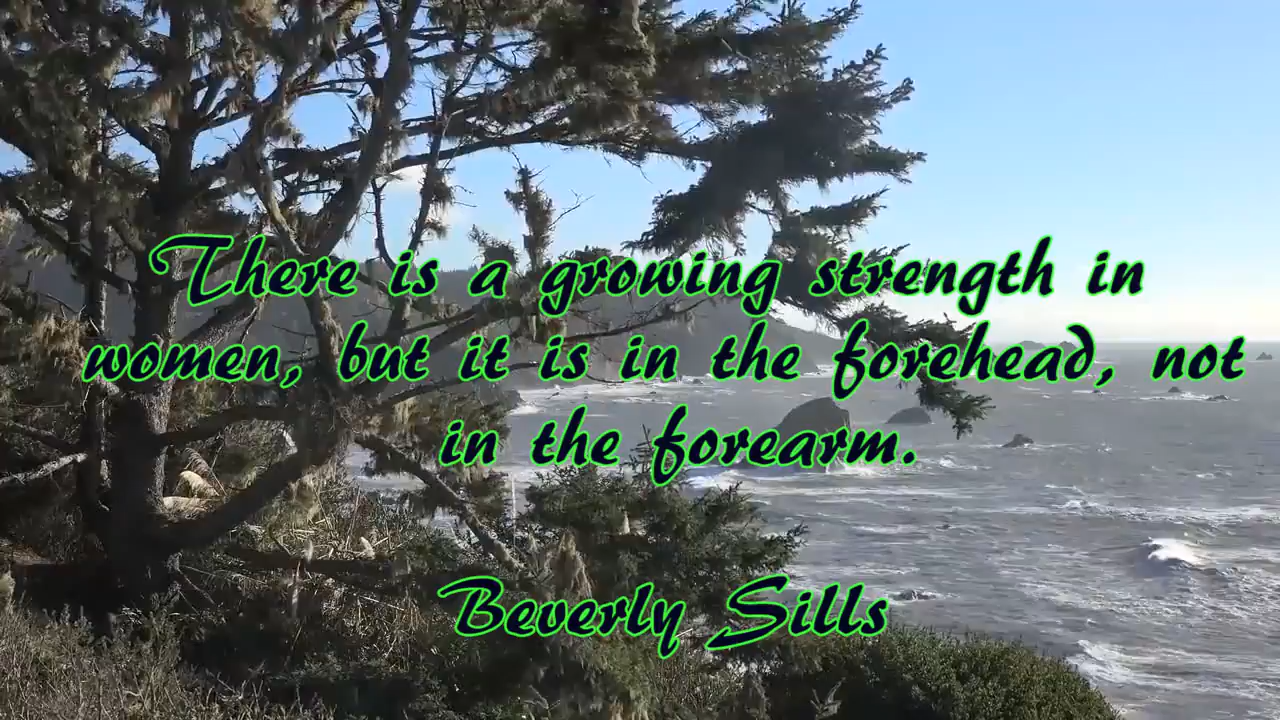 There is a growing strength in
women, but it is in the forehead, not
in the forearm.
Beverly Sills